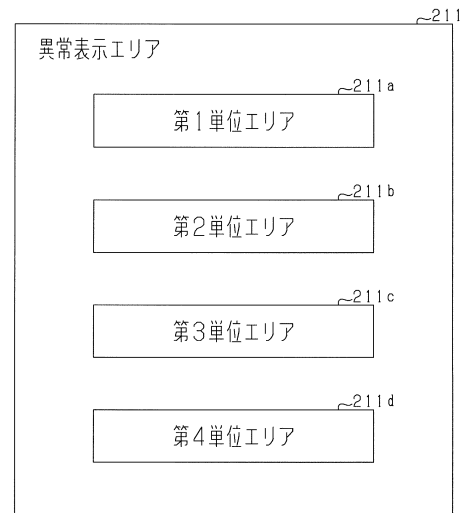 ~211
異常表示エリア
~211a
第1単位エリア
~211b
第2単位エリア
~211c
第3単位エリア
~211d
第4単位エリア